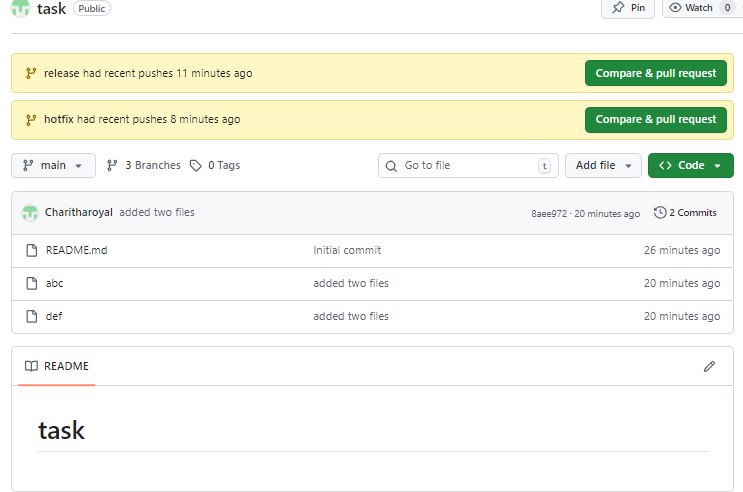 task Public Pin Watch 0
release had recent pushes 11 minutes ago Compare & pull request
hotfix had recent pushes 8 minutes ago Compare & pull request
main 3 Branches 0 Tags Go to file t Add file Code
Charitharoyal added two files 8aee972 · 20 minutes ago 2 Commits
README.md Initial commit 26 minutes ago
abc added two files 20 minutes ago
def added two files 20 minutes ago
README
task